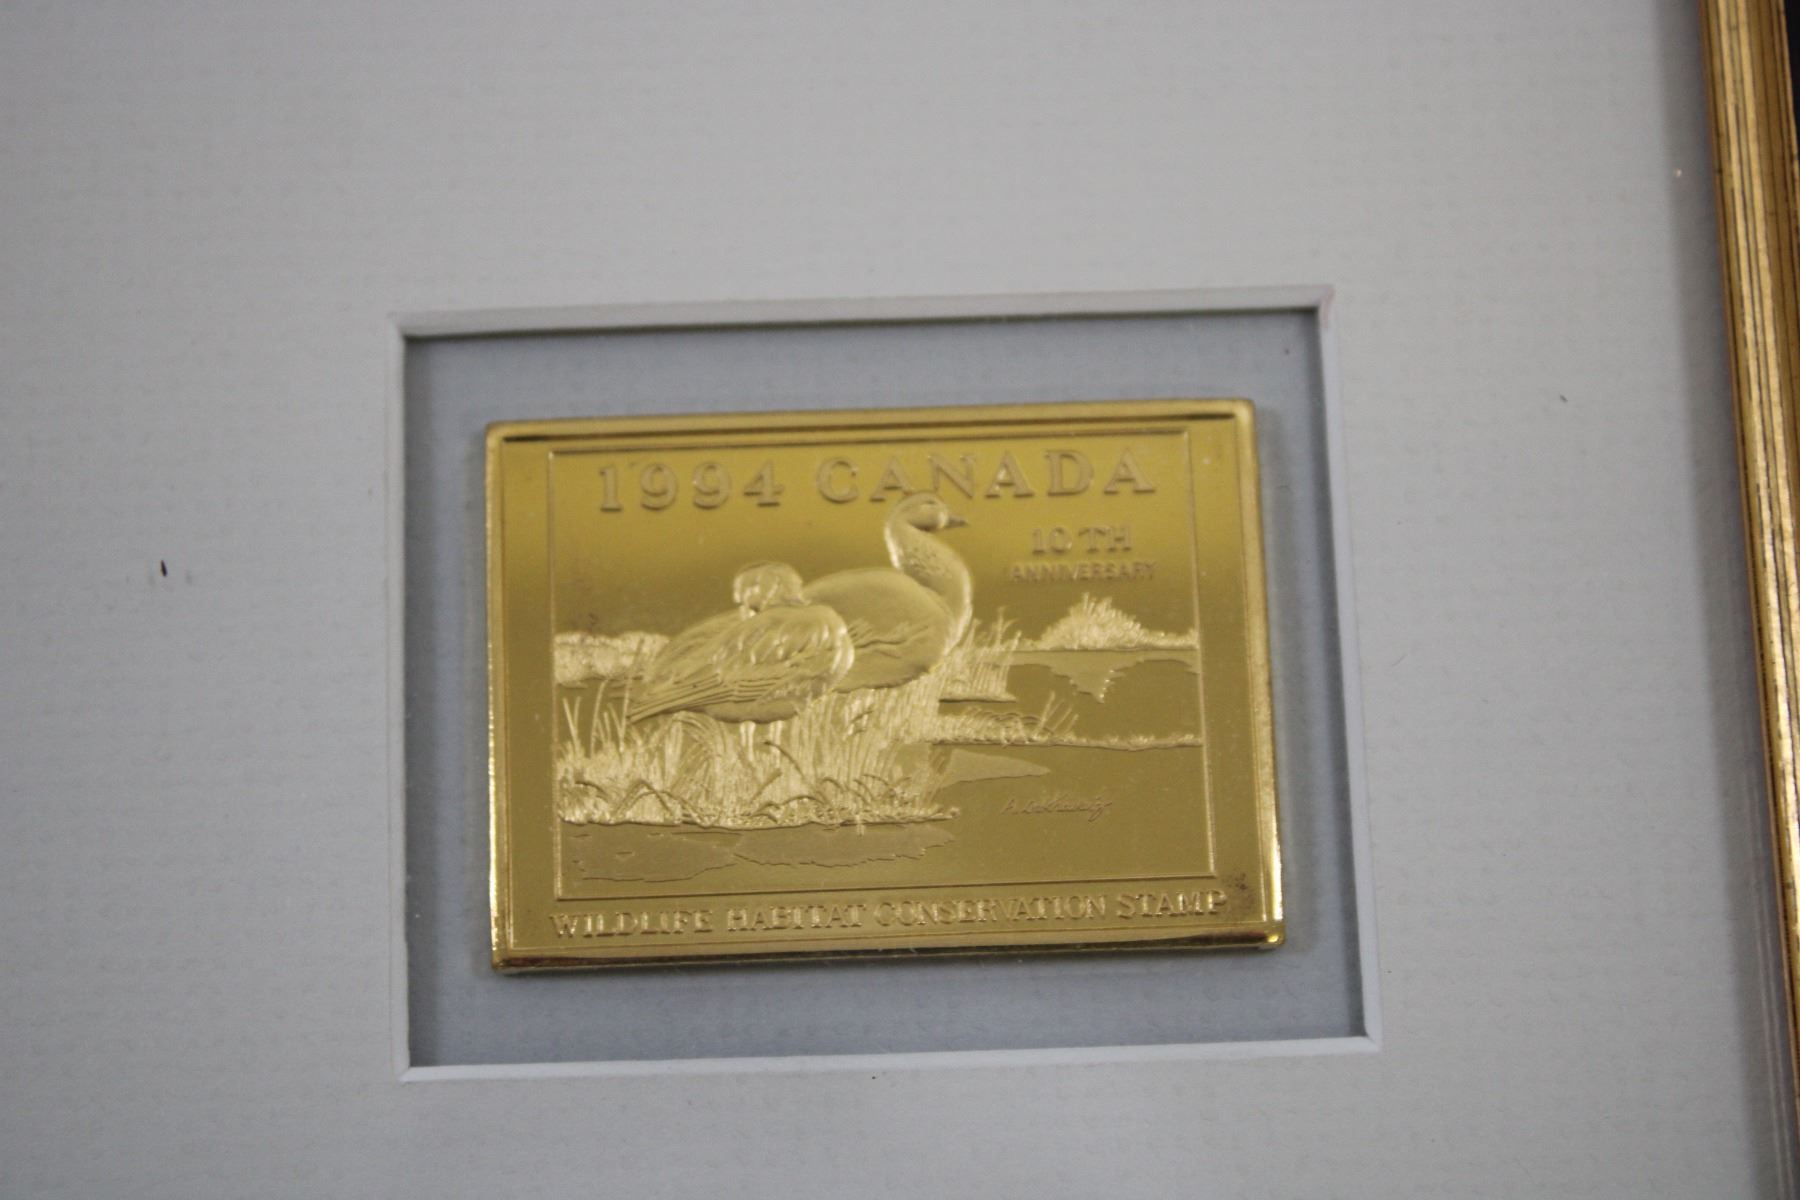 1994 CANADA
10 TH
ANNIVERSARY
WILDLIFE HABITAT CONSERVATION STAMP